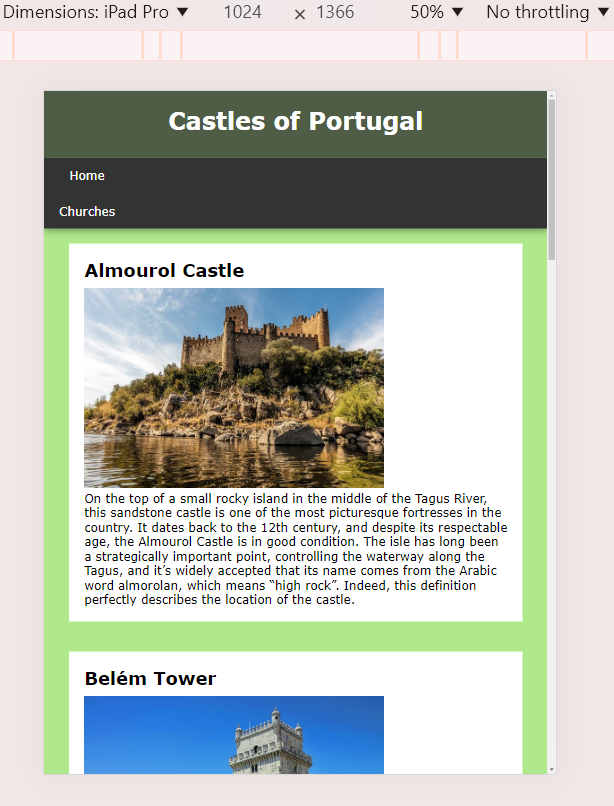 Dimensions: iPad Pro ▼ 1024 × 1366 50% ▼ No throttling ▼
Castles of Portugal
Home
Churches
Almourol Castle
On the top of a small rocky island in the middle of the Tagus River,
this sandstone castle is one of the most picturesque fortresses in the
country. It dates back to the 12th century, and despite its respectable
age, the Almourol Castle is in good condition. The isle has long been
a strategically important point, controlling the waterway along the
Tagus, and it’s widely accepted that its name comes from the Arabic
word almorolan, which means “high rock”. Indeed, this definition
perfectly describes the location of the castle.
Belém Tower